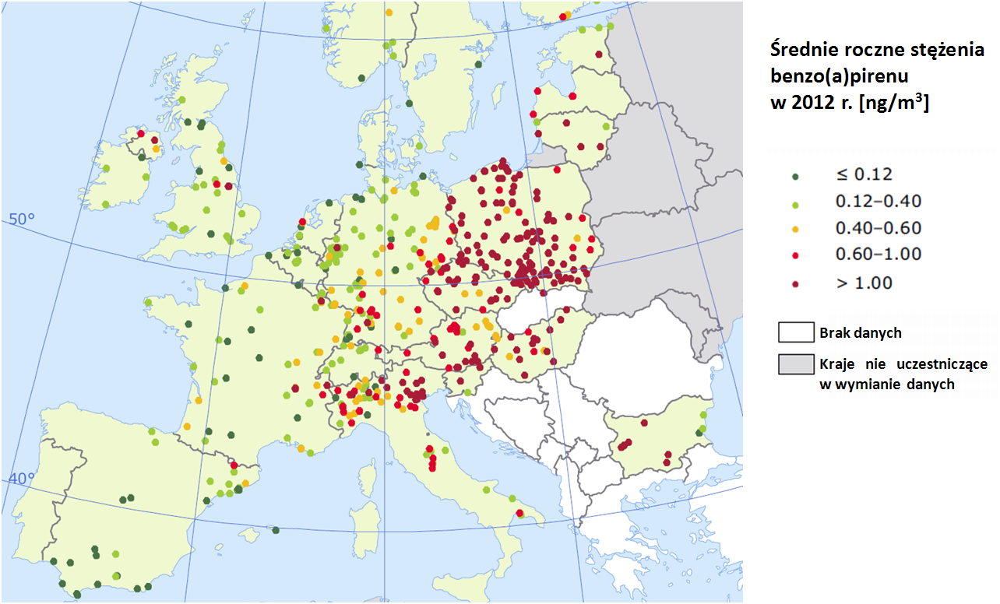 Średnie roczne stężenia
benzo(a)pirenu
w 2012 r. [ng/m³]
≤ 0.12
50°
0.12–0.40
0.40–0.60
0.60–1.00
> 1.00
Brak danych
Kraje nie uczestniczące
w wymianie danych
40°